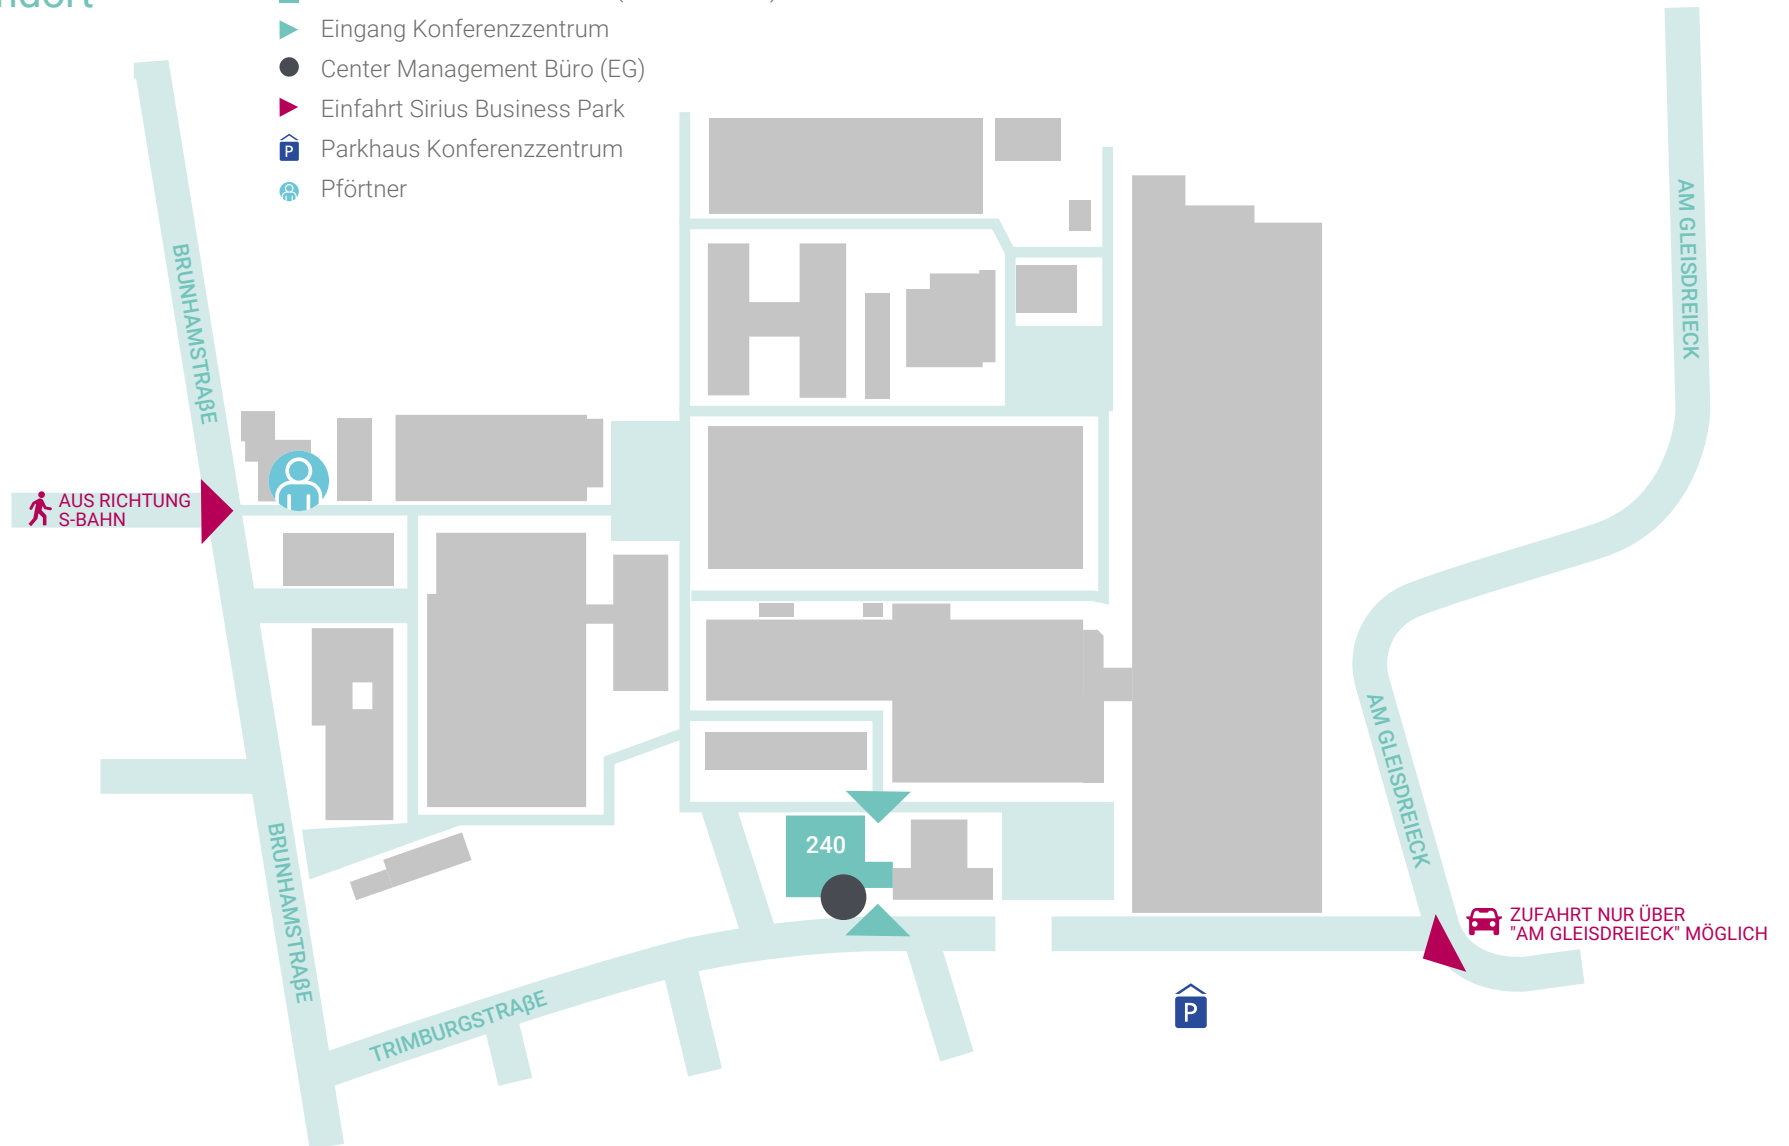 Eingang Konferenzzentrum
Center Management Büro (EG)
Einfahrt Sirius Business Park
P Parkhaus Konferenzzentrum
Pförtner
BRUNHAMSTRAßE
AM GLEISDREIECK
AUS RICHTUNG
S-BAHN
AM GLEISDREIECK
240
BRUNHAMSTRAßE
ZUFAHRT NUR ÜBER
"AM GLEISDREIECK" MÖGLICH
TRIMBURGSTRAßE
P